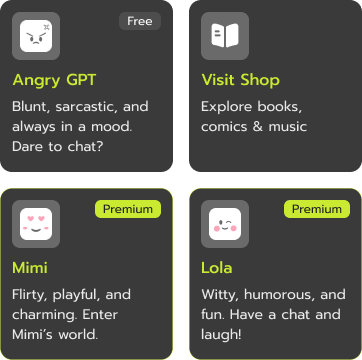 Free
Angry GPT
Blunt, sarcastic, and
always in a mood.
Dare to chat?
Visit Shop
Explore books,
comics & music
Premium
Mimi
Flirty, playful, and
charming. Enter
Mimi's world.
Premium
Lola
Witty, humorous, and
fun. Have a chat and
laugh!